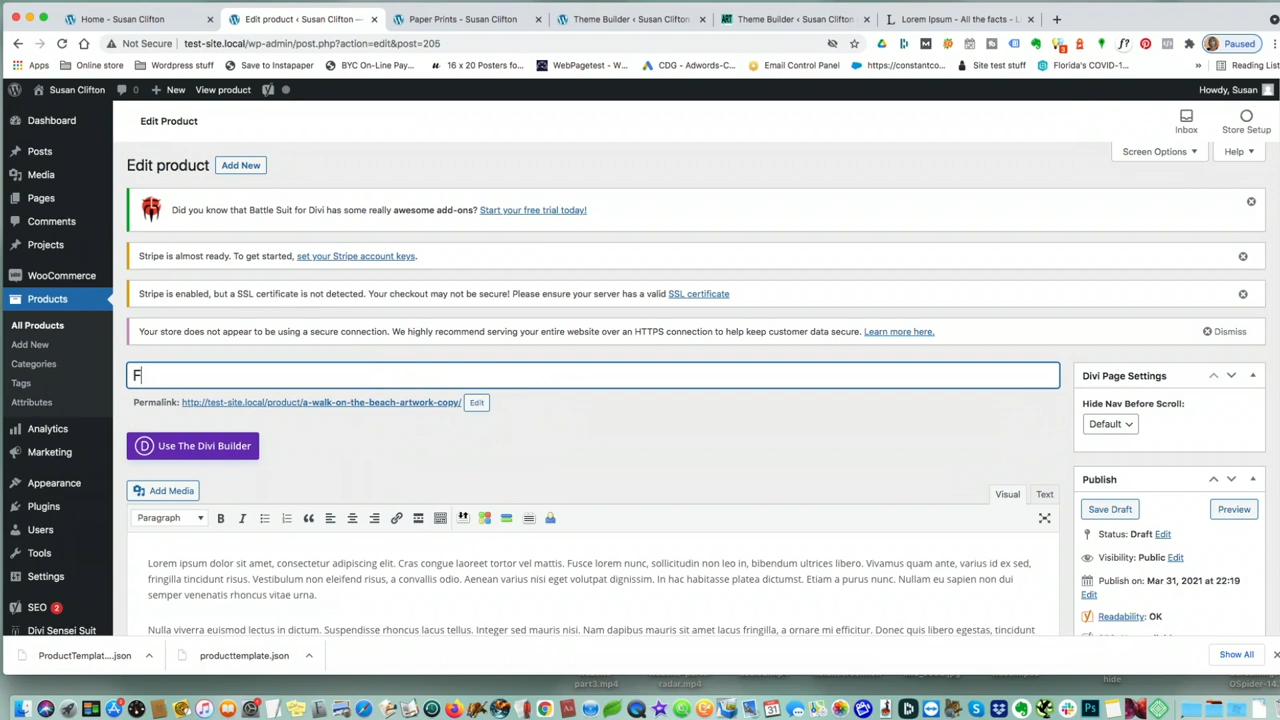 Home - Susan Clifton
Edit product ‹ Susan Clifton —
Paper Prints - Susan Clifton
Theme Builder ‹ Susan Clifton —
Theme Builder ‹ Susan Clifton —
Lorem Ipsum - All the facts - L
Not Secure
test-site.local/wp-admin/post.php?action=edit&post=205
Paused
Apps
Online store
Wordpress stuff
Save to Instapaper
BYC On-Line Pay...
16 x 20 Posters fo...
WebPagetest - W...
CDG - Adwords-C...
Email Control Panel
https://constantco...
Site test stuff
Florida's COVID-1...
»
Reading List
Susan Clifton
0
New
View product
Howdy, Susan
Dashboard
Posts
Media
Pages
Comments
Projects
WooCommerce
Products
All Products
Add New
Categories
Tags
Attributes
Analytics
Marketing
Appearance
Plugins
Users
Tools
Settings
SEO 2
Divi Sensei Suit
Edit Product
Inbox
Store Setup
Screen Options
Help
Edit product
Add New
Did you know that Battle Suit for Divi has some really awesome add-ons? Start your free trial today!
Stripe is almost ready. To get started, set your Stripe account keys.
Stripe is enabled, but a SSL certificate is not detected. Your checkout may not be secure! Please ensure your server has a valid SSL certificate
Your store does not appear to be using a secure connection. We highly recommend serving your entire website over an HTTPS connection to help keep customer data secure. Learn more here.
Dismiss
F
Permalink: http://test-site.local/product/a-walk-on-the-beach-artwork-copy/
Edit
D Use The Divi Builder
Add Media
Visual
Text
Paragraph
B I
Lorem ipsum dolor sit amet, consectetur adipiscing elit. Cras congue laoreet tortor vel mattis. Fusce lorem nunc, sollicitudin non leo in, bibendum ultrices libero. Vivamus quam ante, varius id ex id,
fringilla tincidunt risus. Vestibulum non eleifend risus, a convallis odio. Aenean varius nisi eget volutpat dignissim. In hac habitasse platea dictumst. Etiam a purus nunc. Nullam eu sapien non dui
semper venenatis rhoncus vitae urna.
Nulla viverra euismod lectus in dictum. Suspendisse rhoncus lacus tellus. Integer sed mauris nisi. Nam dapibus mauris sit amet lacus fringilla, a ornare mi efficitur. Donec quis libero egestas, tincidunt
Divi Page Settings
Hide Nav Before Scroll:
Default
Publish
Save Draft
Preview
Status: Draft Edit
Visibility: Public Edit
Publish on: Mar 31, 2021 at 22:19
Edit
Readability: OK
ProductTemplat....json
producttemplate.json
Show All
part3.mp4
radar.mp4
hide
OSpider-14.